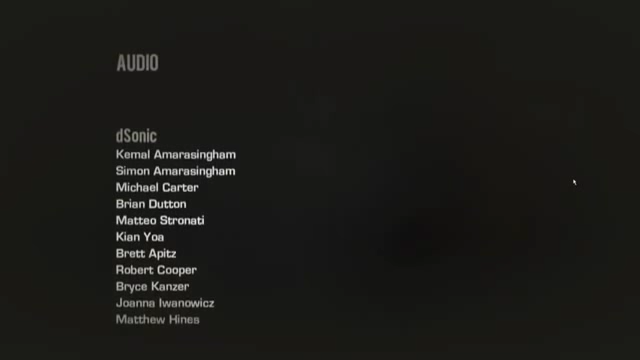 AUDIO
dSonic
Kemal Amarasingham
Simon Amarasingham
Michael Carter
Brian Dutton
Matteo Stronati
Kian Yoa
Brett Apitz
Robert Cooper
Bryce Kanzer
Joanna Iwanowicz
Matthew Hines